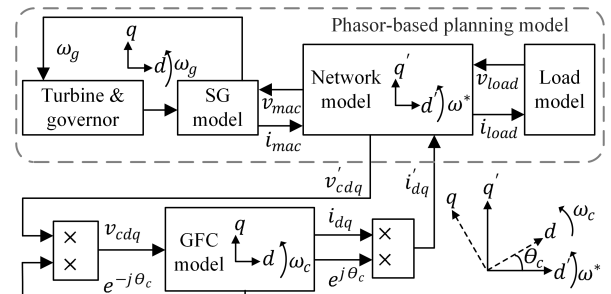 Phasor-based planning model
ω_g
q
d
ω_g
Turbine &
governor
SG
model
v_mac
i_mac
Network
model
q'
d'
ω*
v_load
i_load
Load
model
v'_cdq
i'_dq
×
×
v_cdq
e^{-jθ_c}
GFC
model
q
d
ω_c
i_dq
e^{jθ_c}
×
×
q
q'
d
ω_c
θ_c
d'
ω*